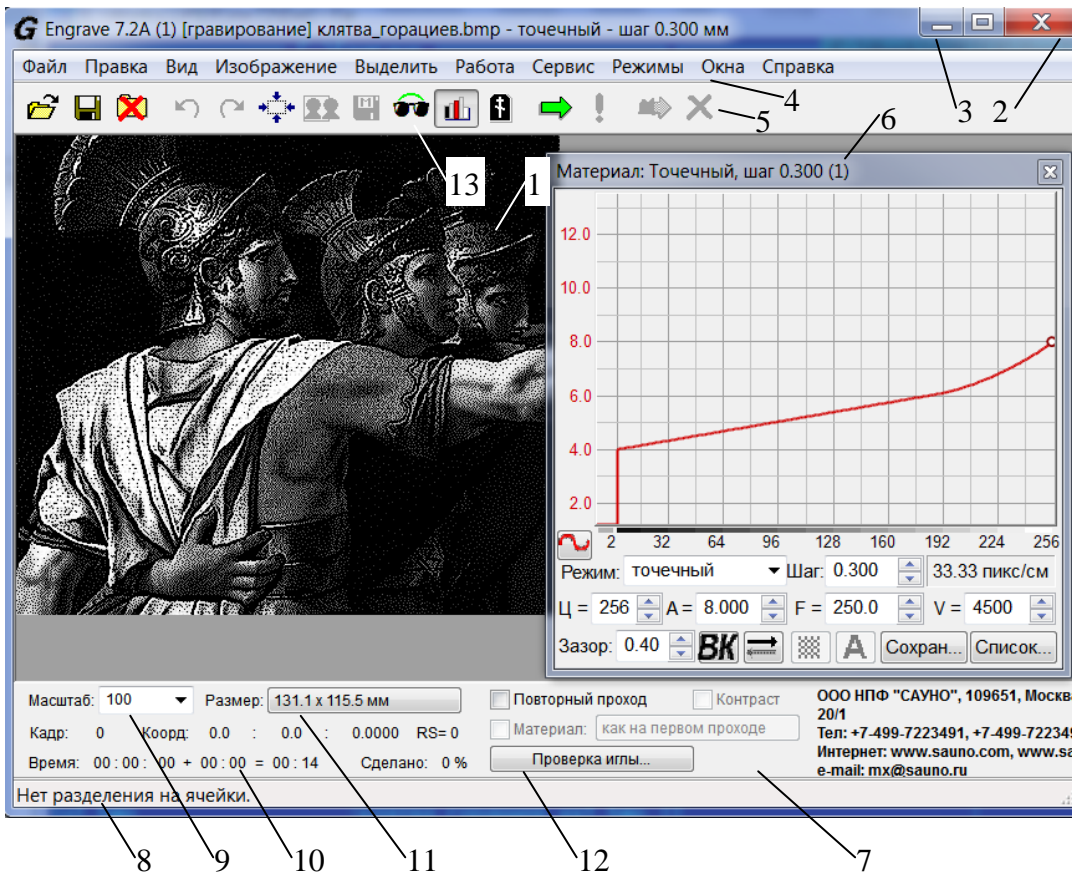 Engrave 7.2A (1) [гравирование] клятва_горациев.bmp - точечный - шаг 0.300 мм
Файл Правка Вид Изображение Выделить Работа Сервис Режимы Окна Справка
4
3
2
5
6
13
1
Материал: Точечный, шаг 0.300 (1)
12.0
10.0
8.0
6.0
4.0
2.0
2 32 64 96 128 160 192 224 256
Режим: точечный Шаг: 0.300 33.33 пикс/см
Ц = 256 A = 8.000 F = 250.0 V = 4500
Зазор: 0.40 ВК A Сохран... Список...
Масштаб: 100 Размер: 131.1 x 115.5 мм
Повторный проход Контраст
Кадр: 0 Коорд: 0.0 : 0.0 : 0.0000 RS= 0
Материал: как на первом проходе
Время: 00 : 00 : 00 + 00 : 00 = 00 : 14 Сделано: 0 %
Проверка иглы...
ООО НПФ "САУНО", 109651, Москва
20/1
Тел: +7-499-7223491, +7-499-722349
Интернет: www.sauno.com, www.sa
e-mail: mx@sauno.ru
Нет разделения на ячейки.
8 9 10 11 12 7